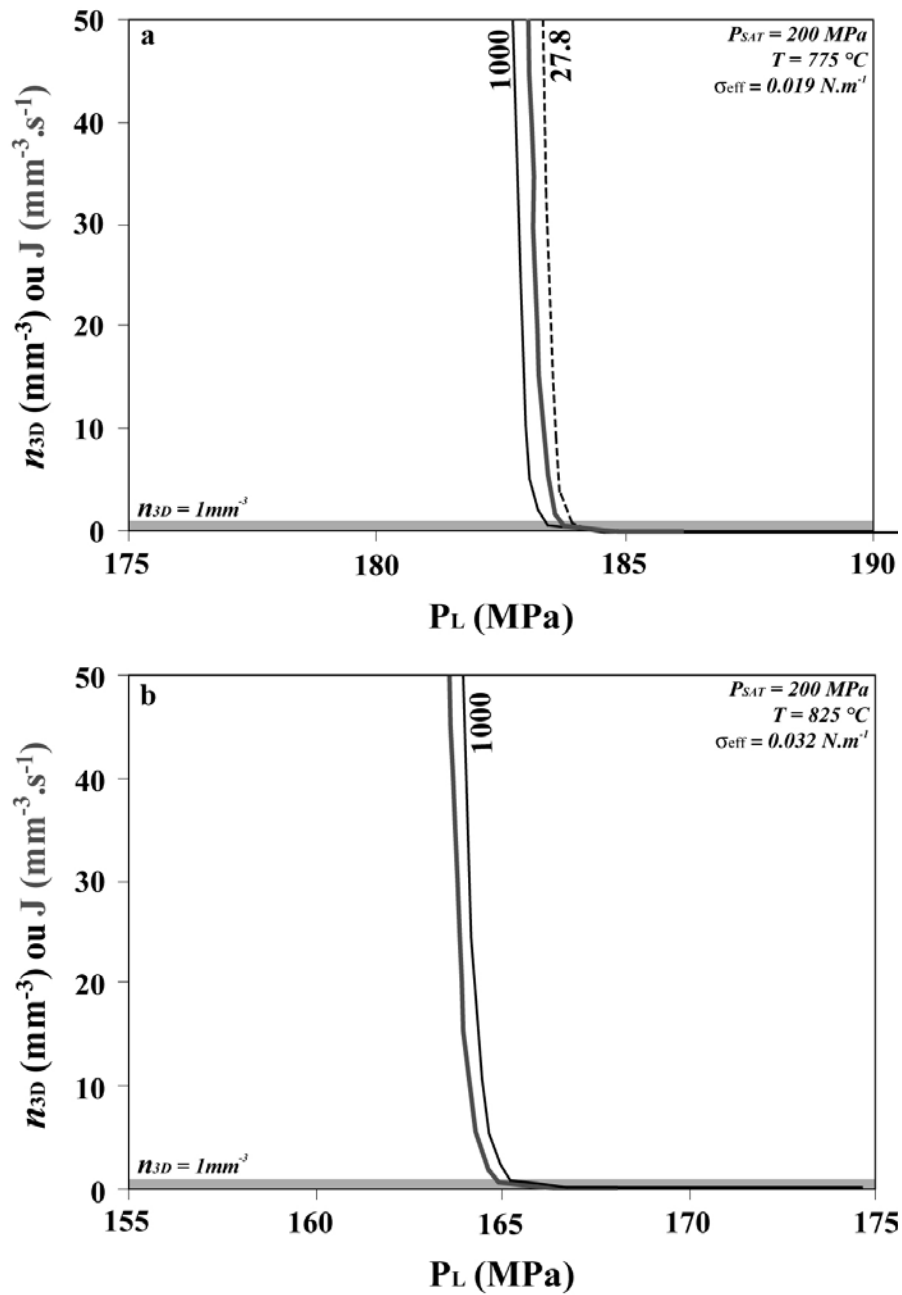 a
P_SAT = 200 MPa
T = 775 °C
σeff = 0.019 N.m⁻¹
1000
27.8
50
40
30
20
10
0
n3D (mm⁻³) ou J (mm⁻³.s⁻¹)
n3D = 1mm⁻³
175
180
185
190
PL (MPa)
b
P_SAT = 200 MPa
T = 825 °C
σeff = 0.032 N.m⁻¹
1000
50
40
30
20
10
0
n3D (mm⁻³) ou J (mm⁻³.s⁻¹)
n3D = 1mm⁻³
155
160
165
170
175
PL (MPa)